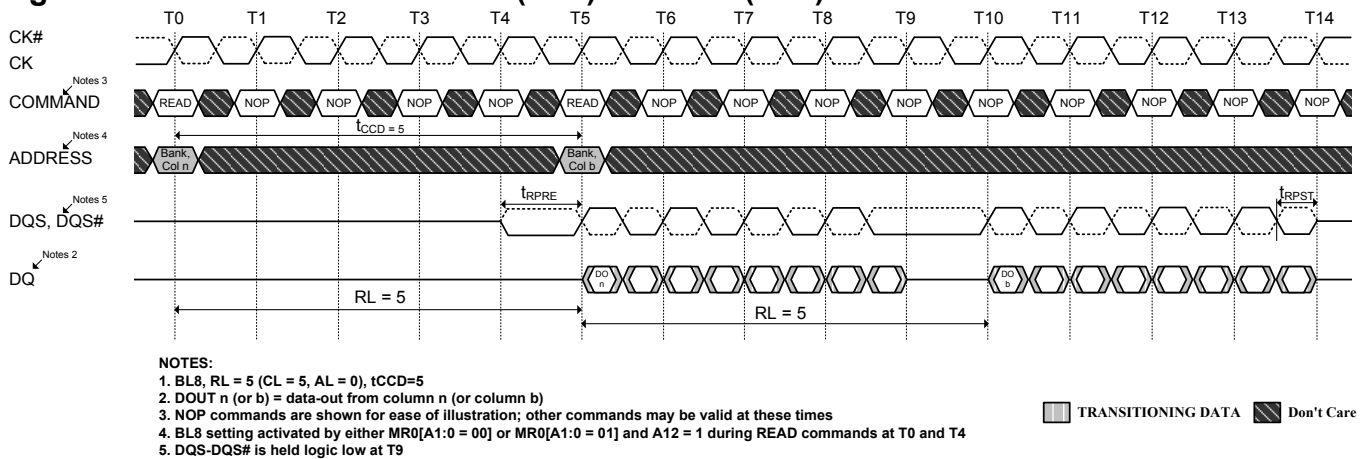 T0 T1 T2 T3 T4 T5 T6 T7 T8 T9 T10 T11 T12 T13 T14
CK#
CK
Notes 3
COMMAND READ NOP NOP NOP NOP READ NOP NOP NOP NOP NOP NOP NOP NOP NOP
tCCD = 5
Notes 4
ADDRESS Bank, Col n Bank, Col b
Notes 5
tRPRE tRPST
DQS, DQS#
Notes 2
DQ DO n DO b
RL = 5
RL = 5
NOTES:
1. BL8, RL = 5 (CL = 5, AL = 0), tCCD=5
2. DOUT n (or b) = data-out from column n (or column b)
3. NOP commands are shown for ease of illustration; other commands may be valid at these times
4. BL8 setting activated by either MR0[A1:0 = 00] or MR0[A1:0 = 01] and A12 = 1 during READ commands at T0 and T4
5. DQS-DQS# is held logic low at T9
TRANSITIONING DATA Don't Care